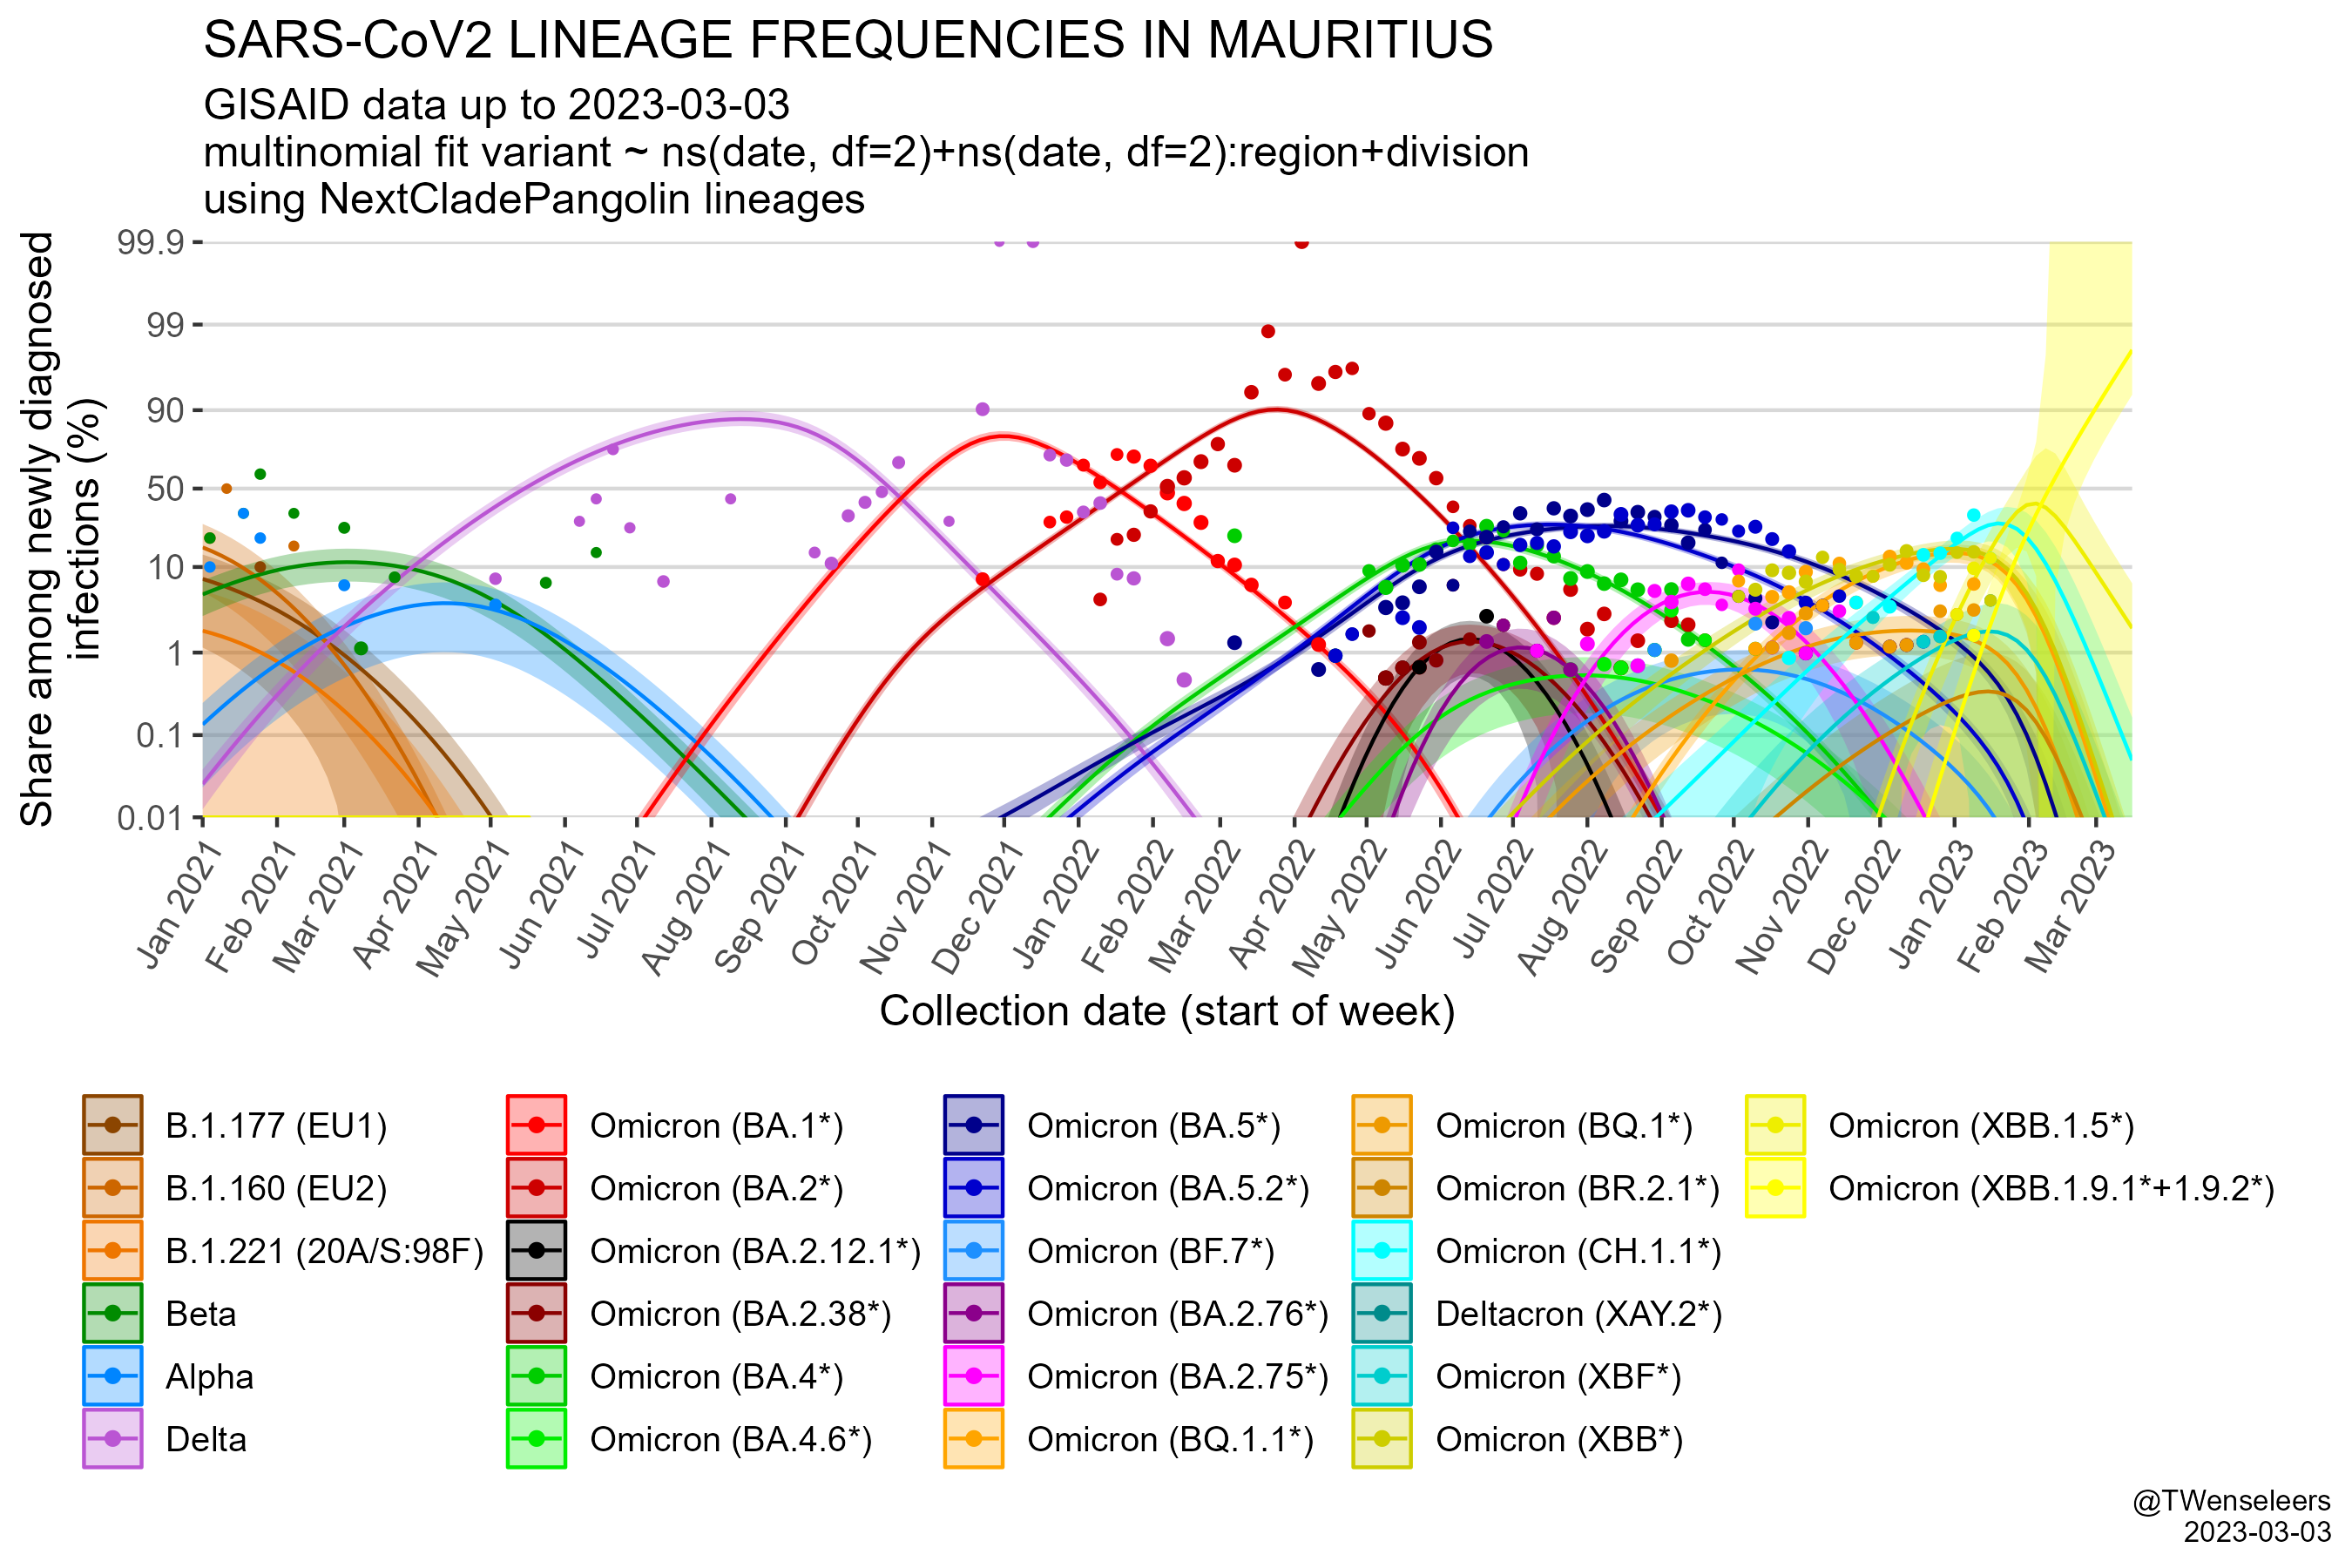 SARS-CoV2 LINEAGE FREQUENCIES IN MAURITIUS
GISAID data up to 2023-03-03
multinomial fit variant ~ ns(date, df=2)+ns(date, df=2):region+division
using NextCladePangolin lineages
Share among newly diagnosed
infections (%)
99.9
99
90
50
10
1
0.1
0.01
Jan 2021
Feb 2021
Mar 2021
Apr 2021
May 2021
Jun 2021
Jul 2021
Aug 2021
Sep 2021
Oct 2021
Nov 2021
Dec 2021
Jan 2022
Feb 2022
Mar 2022
Apr 2022
May 2022
Jun 2022
Jul 2022
Aug 2022
Sep 2022
Oct 2022
Nov 2022
Dec 2022
Jan 2023
Feb 2023
Mar 2023
Collection date (start of week)
B.1.177 (EU1)
B.1.160 (EU2)
B.1.221 (20A/S:98F)
Beta
Alpha
Delta
Omicron (BA.1*)
Omicron (BA.2*)
Omicron (BA.2.12.1*)
Omicron (BA.2.38*)
Omicron (BA.4*)
Omicron (BA.4.6*)
Omicron (BA.5*)
Omicron (BA.5.2*)
Omicron (BF.7*)
Omicron (BA.2.76*)
Omicron (BA.2.75*)
Omicron (BQ.1.1*)
Omicron (BQ.1*)
Omicron (BR.2.1*)
Omicron (CH.1.1*)
Deltacron (XAY.2*)
Omicron (XBF*)
Omicron (XBB*)
Omicron (XBB.1.5*)
Omicron (XBB.1.9.1*+1.9.2*)
@TWenseleers
2023-03-03